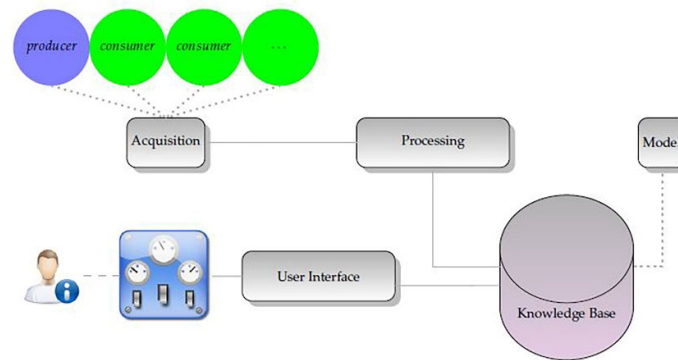 producer
consumer
consumer
...
Acquisition
Processing
Mode
User Interface
Knowledge Base
i